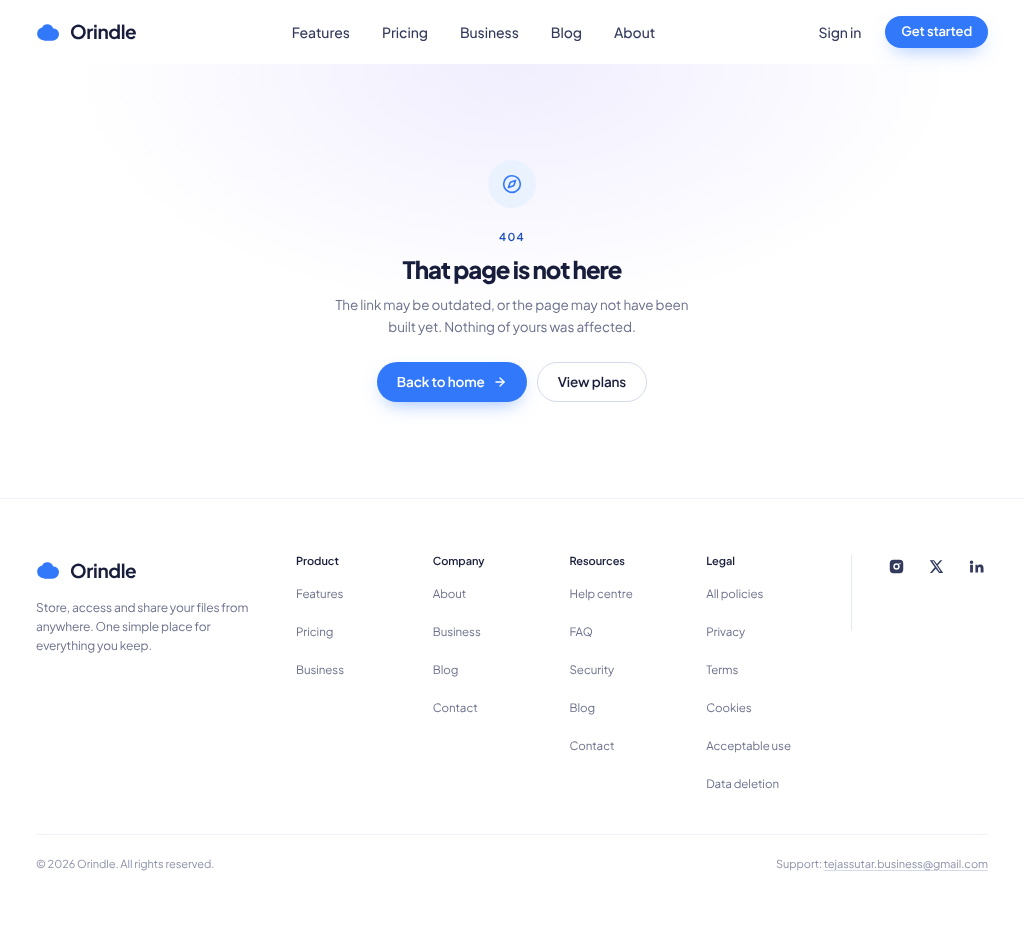 Orindle
Features Pricing Business Blog About
Sign in
Get started
404
That page is not here
The link may be outdated, or the page may not have been
built yet. Nothing of yours was affected.
Back to home
View plans
Orindle
Store, access and share your files from
anywhere. One simple place for
everything you keep.
Product
Features
Pricing
Business
Company
About
Business
Blog
Contact
Resources
Help centre
FAQ
Security
Blog
Contact
Legal
All policies
Privacy
Terms
Cookies
Acceptable use
Data deletion
© 2026 Orindle. All rights reserved.
Support: tejassutar.business@gmail.com